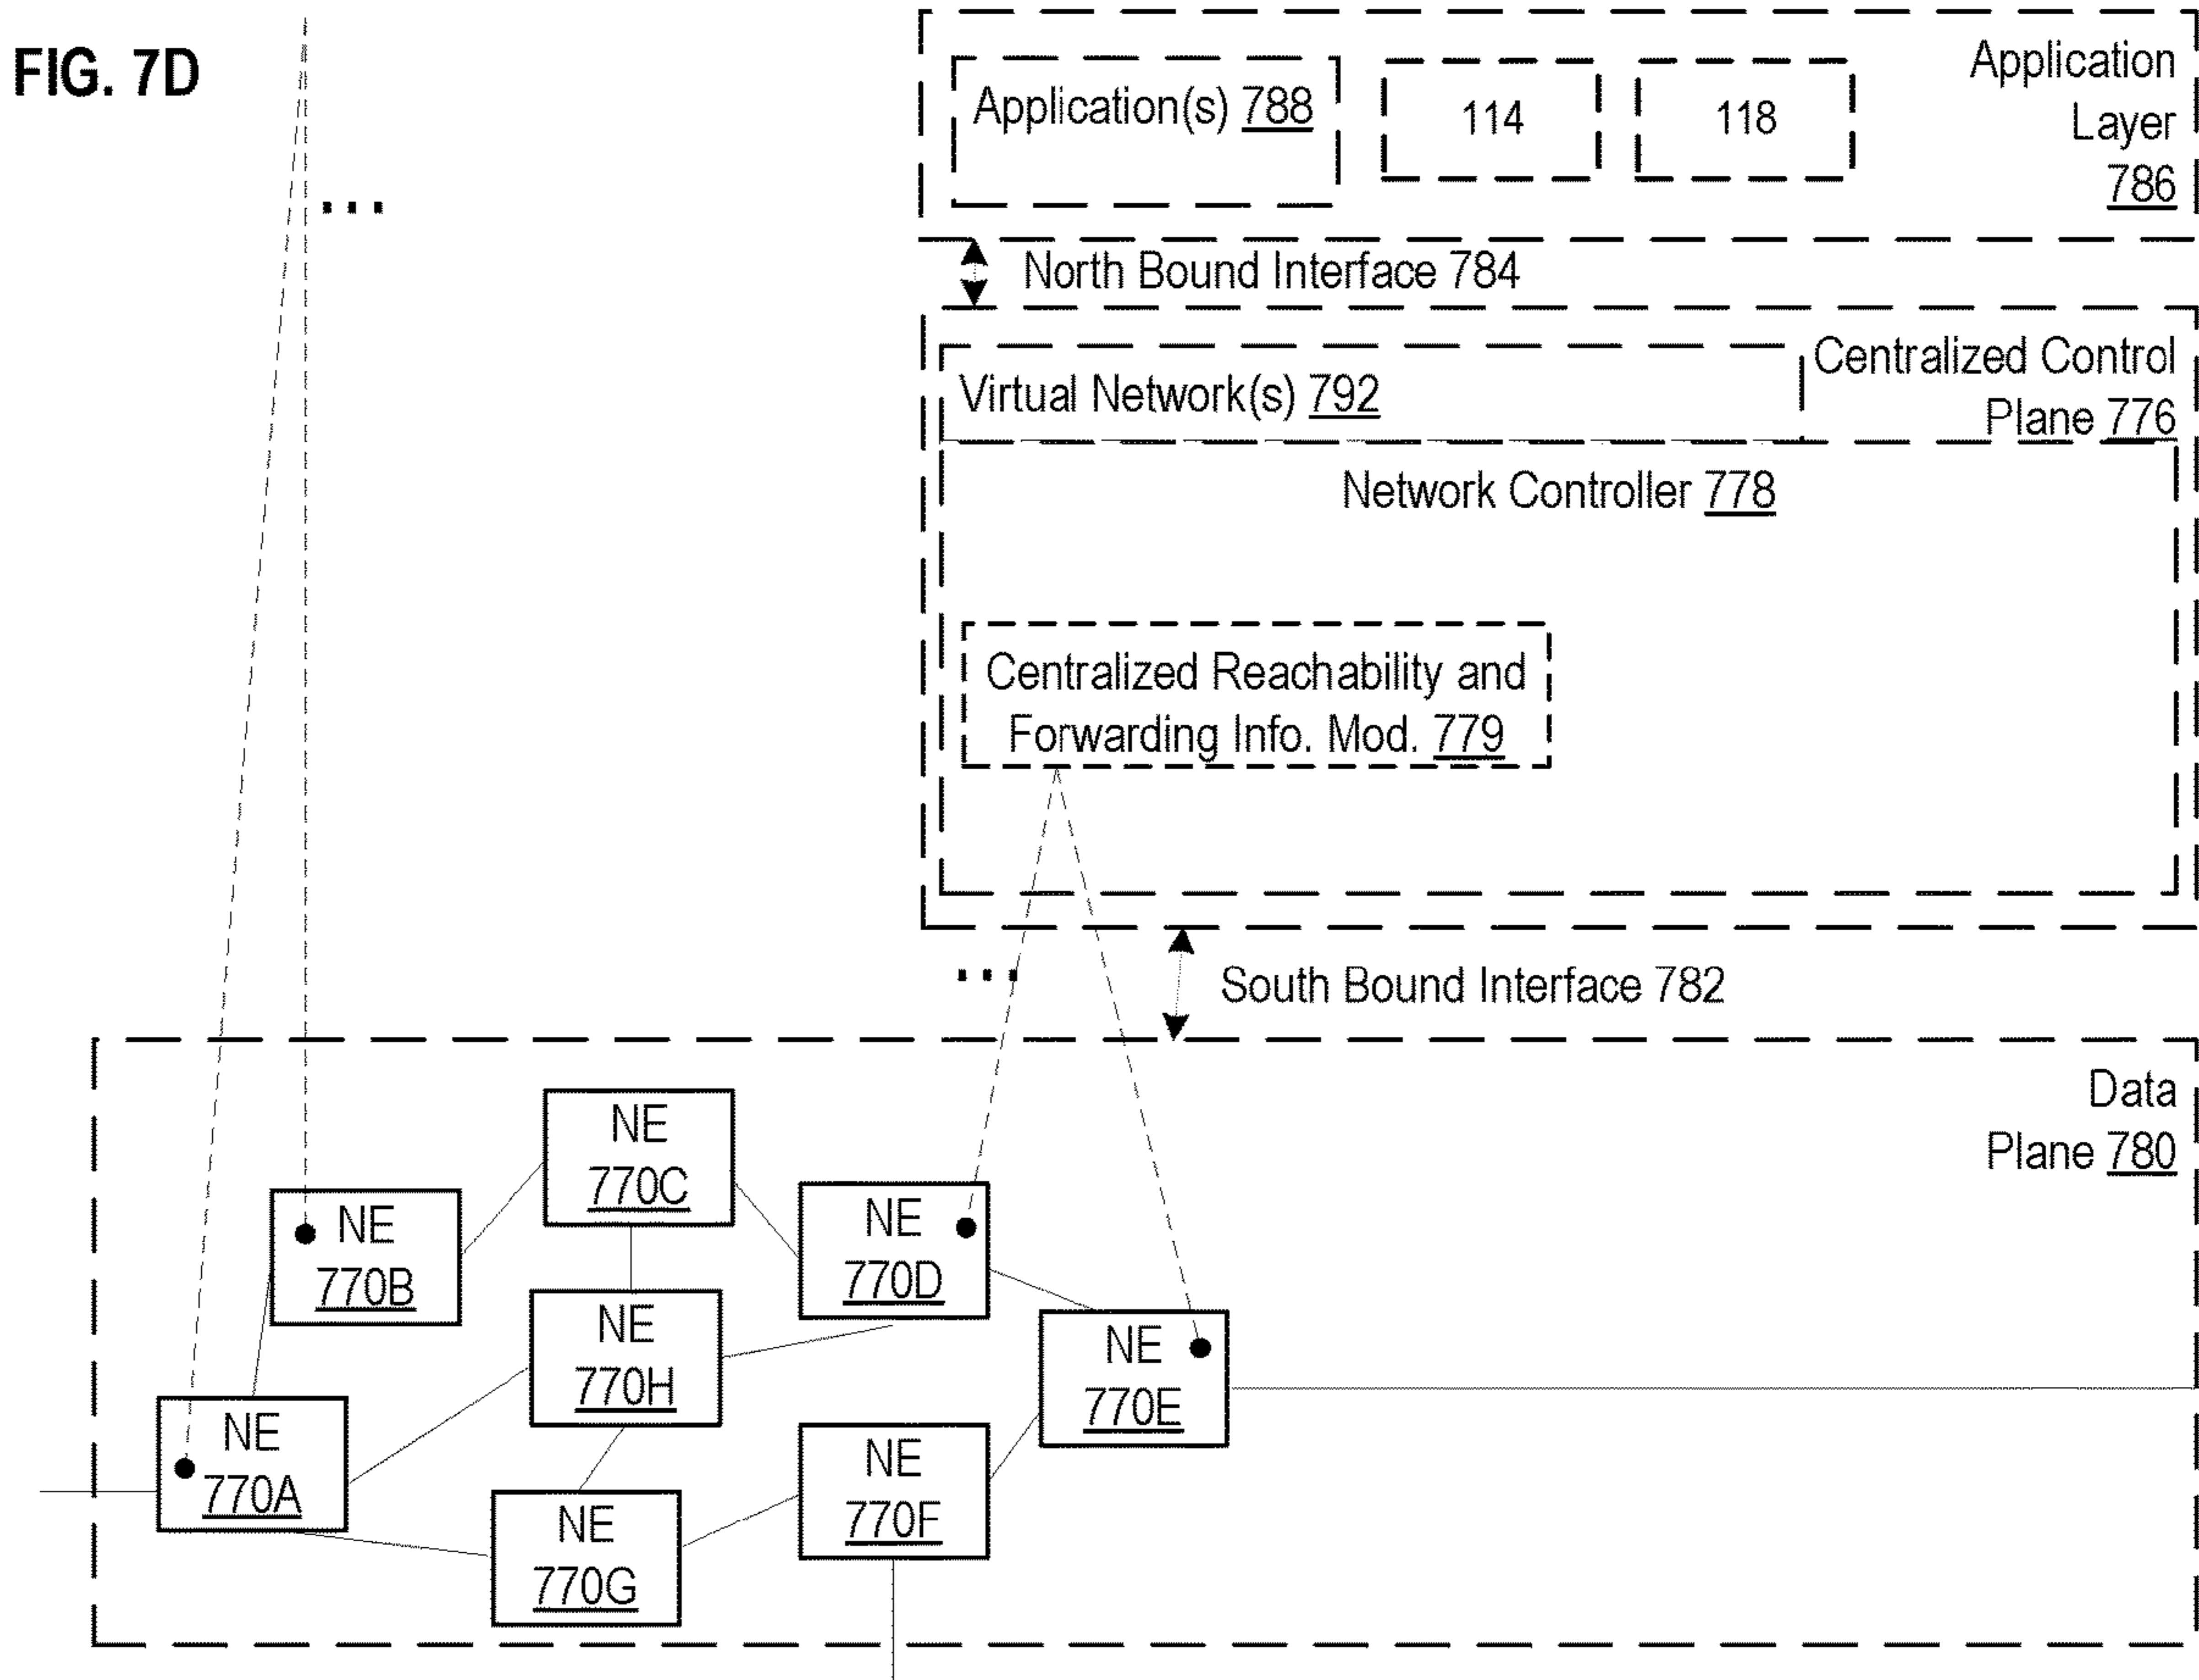 FIG. 7D
Application(s) 788
114
118
Application
Layer
786
North Bound Interface 784
Virtual Network(s) 792
Centralized Control
Plane 776
Network Controller 778
Centralized Reachability and
Forwarding Info. Mod. 779
South Bound Interface 782
Data
Plane 780
NE
770C
NE
770B
NE
770D
NE
770H
NE
770E
NE
770A
NE
770F
NE
770G